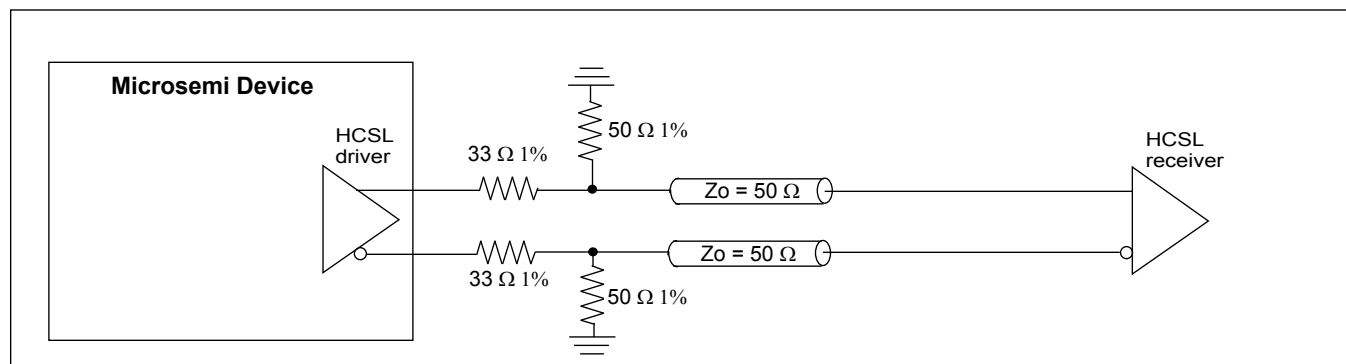 Microsemi Device
HCSL
driver
33 Ω 1%
50 Ω 1%
Zo = 50 Ω
HCSL
receiver
33 Ω 1%
50 Ω 1%
Zo = 50 Ω